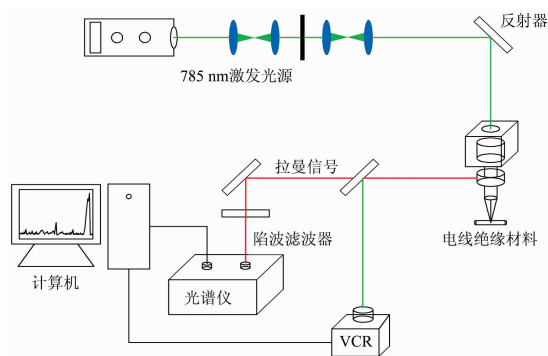 反射器
785 nm激发光源
拉曼信号
陷波滤波器
电线绝缘材料
计算机
光谱仪
VCR